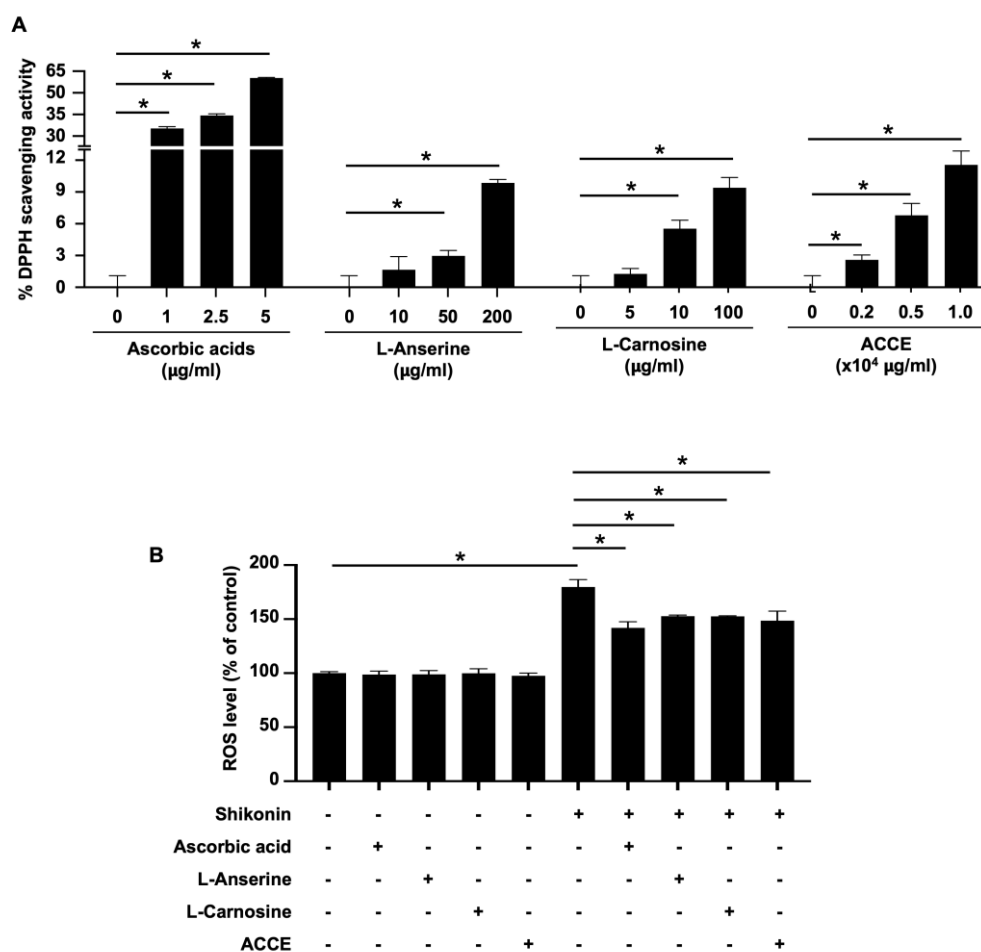 A
% DPPH scavenging activity
65
50
35
30
12
9
6
3
0
* * *
* *
* *
* * *
0 1 2.5 5
Ascorbic acids
(µg/ml)
0 10 50 200
L-Anserine
(µg/ml)
0 5 10 100
L-Carnosine
(µg/ml)
0 0.2 0.5 1.0
ACCE
(x10⁴ µg/ml)
B
ROS level (% of control)
200
150
100
50
0
* * * * *
Shikonin - - - - - + + + + +
Ascorbic acid - + - - - - + - - -
L-Anserine - - + - - - - + - -
L-Carnosine - - - + - - - - + -
ACCE - - - - + - - - - +